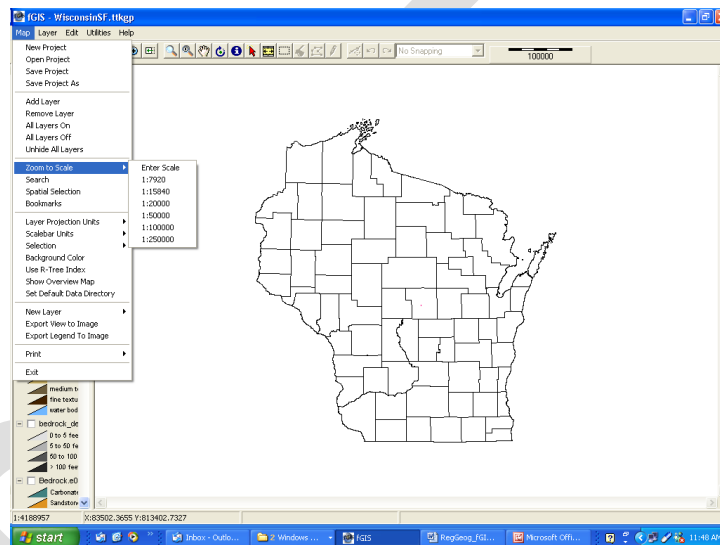 fGIS - WisconsinSF.ttkgp
Map Layer Edit Utilities Help
New Project
Open Project
Save Project
Save Project As
Add Layer
Remove Layer
All Layers On
All Layers Off
Unhide All Layers
Zoom to Scale
Search
Spatial Selection
Bookmarks
Layer Projection Units
Scalebar Units
Selection
Background Color
Use R-Tree Index
Show Overview Map
Set Default Data Directory
New Layer
Export View to Image
Export Legend To Image
Print
Exit
Enter Scale
1:7920
1:15840
1:20000
1:50000
1:100000
1:250000
No Snapping
100000
medium t
fine textu
water bod
bedrock_de
0 to 5 fee
5 to 50 fe
50 to 100
> 100 fee
Bedrock.e0
Carbonate
Sandston
1:4188957 X:83502.3655 Y:813402.7327
start
Inbox - Outlo...
2 Windows ...
fGIS
RegGeog_fGI...
Microsoft Offi...
11:48 AM